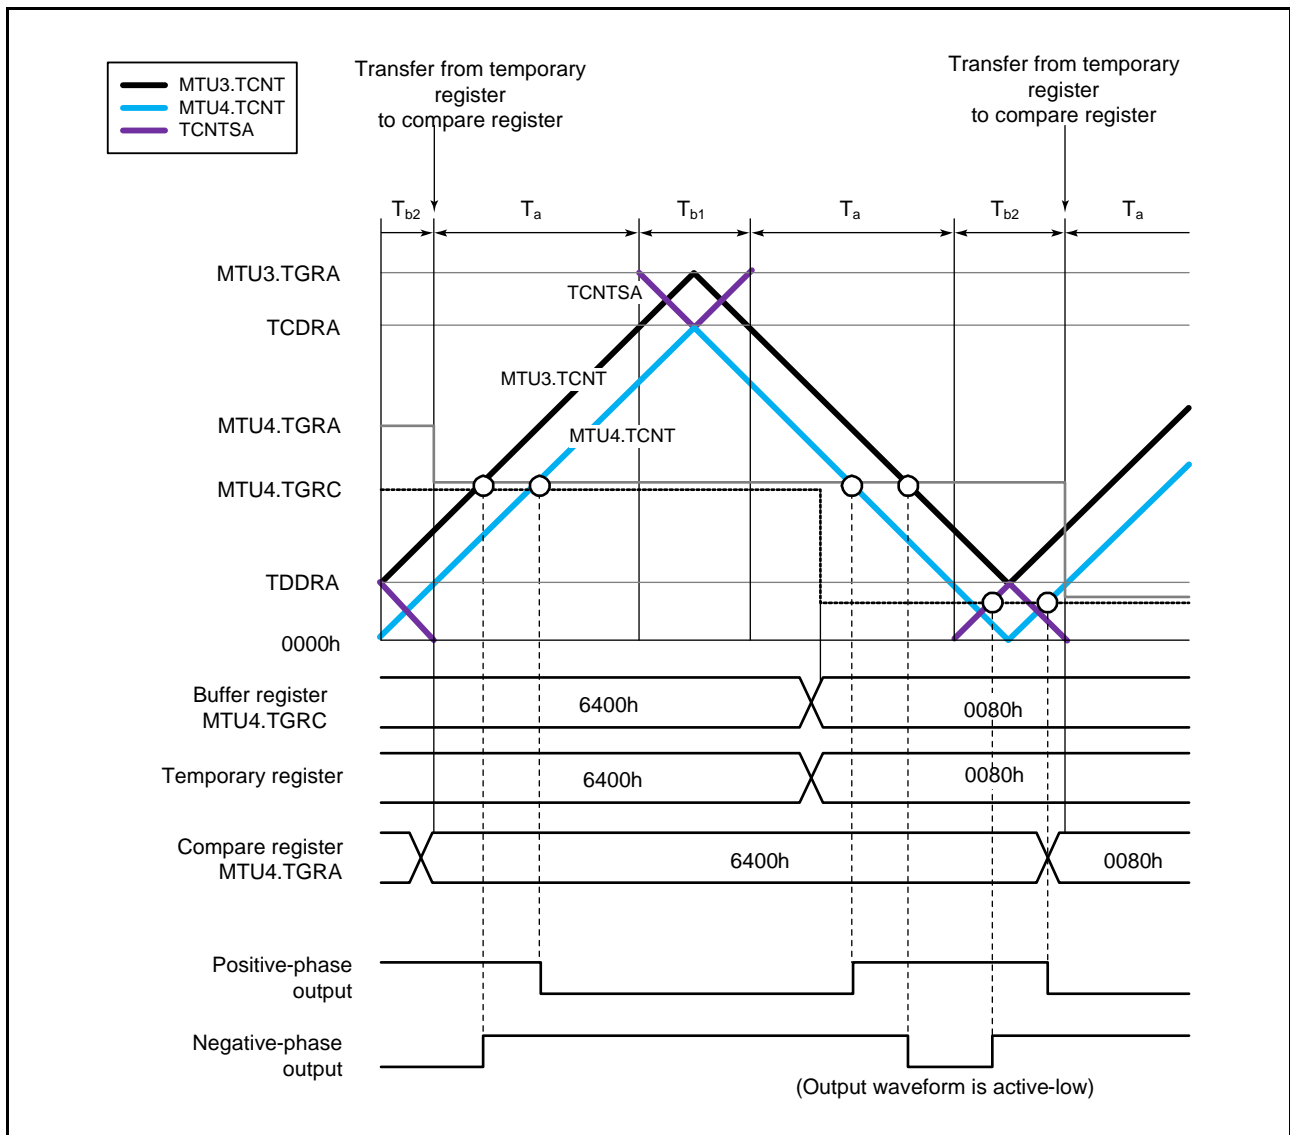 MTU3.TCNT
MTU4.TCNT
TCNTSA
Transfer from temporary
register
to compare register
Transfer from temporary
register
to compare register
Tb2
Ta
Tb1
Ta
Tb2
Ta
MTU3.TGRA
TCNTSA
TCDRA
MTU3.TCNT
MTU4.TGRA
MTU4.TCNT
MTU4.TGRC
TDDRA
0000h
Buffer register
MTU4.TGRC
6400h
0080h
Temporary register
6400h
0080h
Compare register
MTU4.TGRA
6400h
0080h
Positive-phase
output
Negative-phase
output
(Output waveform is active-low)